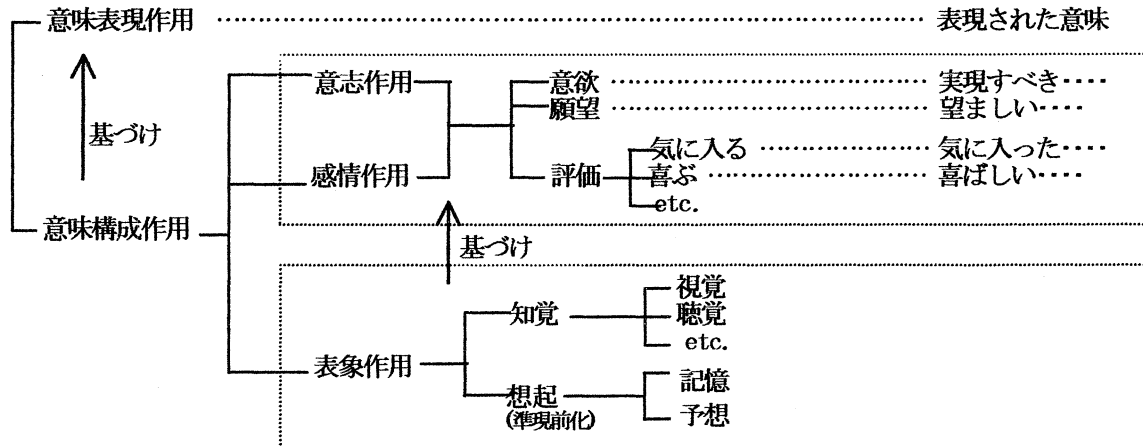 意味表現作用 ‥‥‥‥‥‥‥‥‥‥‥‥‥‥‥‥‥‥‥‥‥‥‥‥ 表現された意味
意志作用 意欲 ‥‥‥‥‥‥‥‥‥‥‥ 実現すべき‥‥
願望 ‥‥‥‥‥‥‥‥‥‥‥ 望ましい‥‥
基づけ
気に入る ‥‥‥‥‥‥ 気に入った‥‥
感情作用 評価 喜ぶ ‥‥‥‥‥‥‥‥ 喜ばしい‥‥
etc.
意味構成作用
基づけ
視覚
知覚 聴覚
etc.
表象作用
記憶
想起
(準現前化) 予想